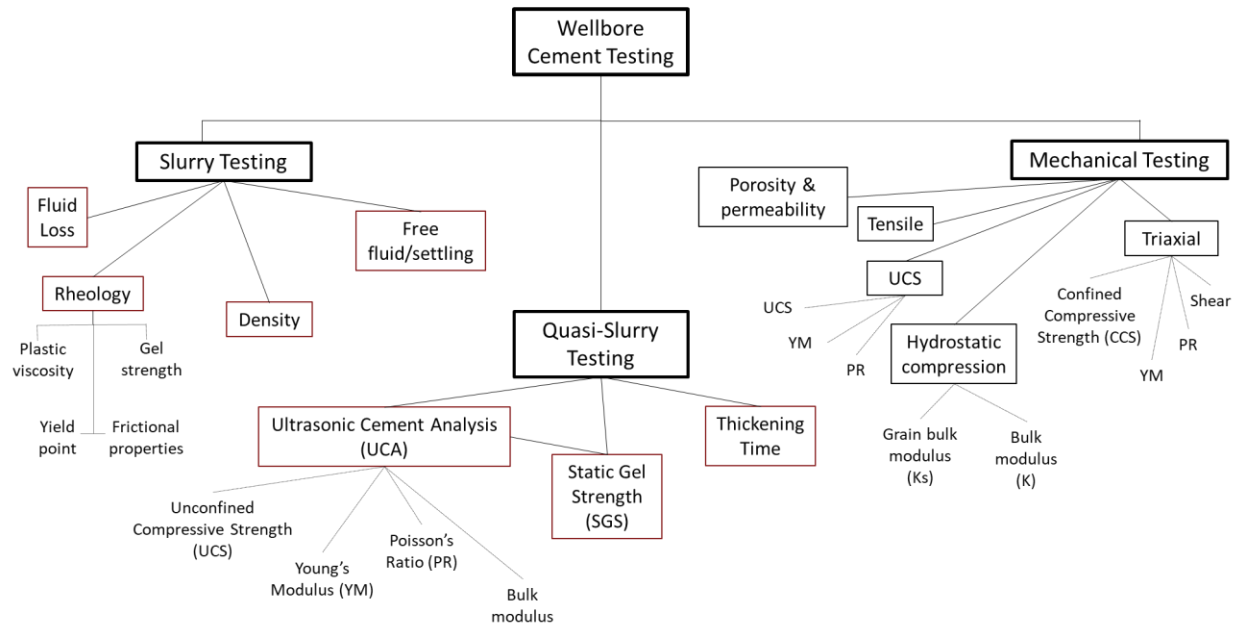 Wellbore
Cement Testing
Slurry Testing
Mechanical Testing
Fluid
Loss
Free
fluid/settling
Rheology
Density
Plastic
viscosity
Gel
strength
Yield
point
Frictional
properties
Quasi-Slurry
Testing
Ultrasonic Cement Analysis
(UCA)
Static Gel
Strength
(SGS)
Thickening
Time
Unconfined
Compressive Strength
(UCS)
Young's
Modulus (YM)
Poisson's
Ratio (PR)
Bulk
modulus
Porosity &
permeability
Tensile
UCS
UCS
YM
PR
Hydrostatic
compression
Grain bulk
modulus
(Ks)
Bulk
modulus
(K)
Triaxial
Confined
Compressive
Strength (CCS)
YM
PR
Shear